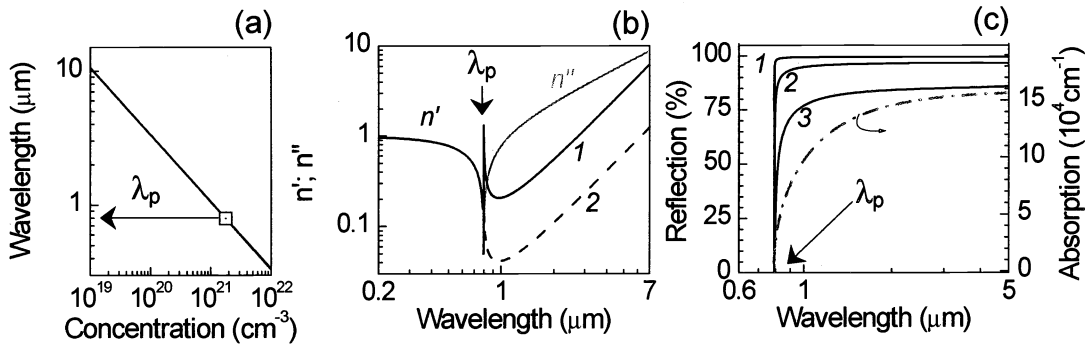 (a)
Wavelength (μm)
10
1
λp
10^19 10^20 10^21 10^22
Concentration (cm^-3)
(b)
n'; n"
10
1
0.1
λp
n"
n'
1
2
0.2 1 7
Wavelength (μm)
(c)
Reflection (%)
100
75
50
25
0
1
2
3
λp
15
10
5
0
Absorption (10^4cm^-1)
0.6 1 5
Wavelength (μm)